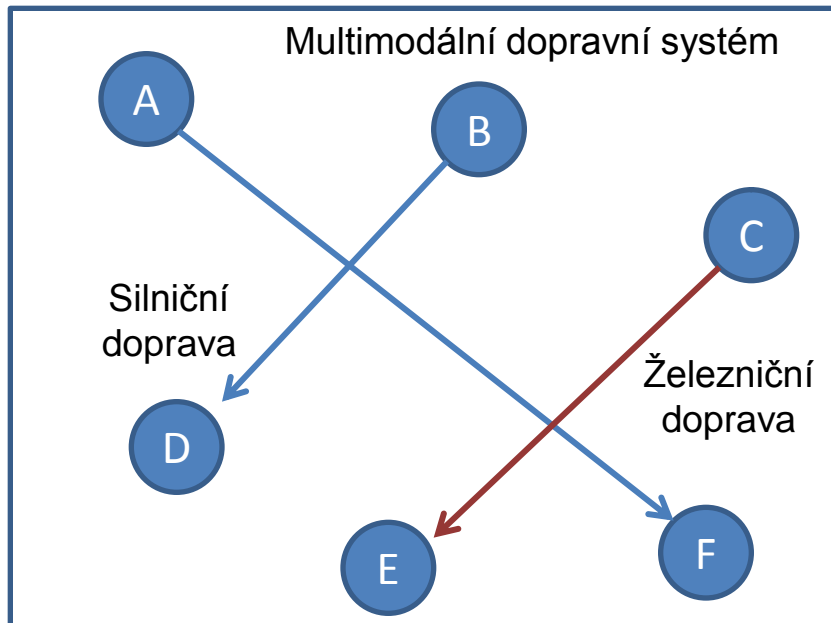 Multimodální dopravní systém
A
B
C
Silniční
doprava
Železniční
doprava
D
E
F